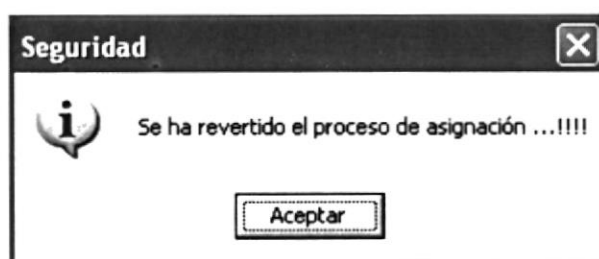 Seguridad
Se ha revertido el proceso de asignación ...!!!!
Aceptar